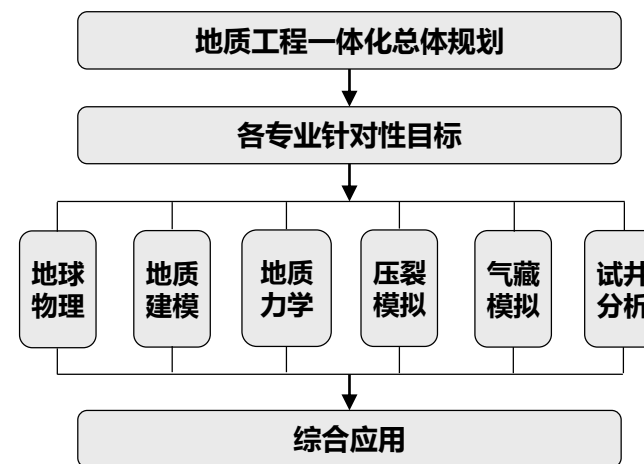 地质工程一体化总体规划
各专业针对性目标
地球
物理
地质
建模
地质
力学
压裂
模拟
气藏
模拟
试井
分析
综合应用